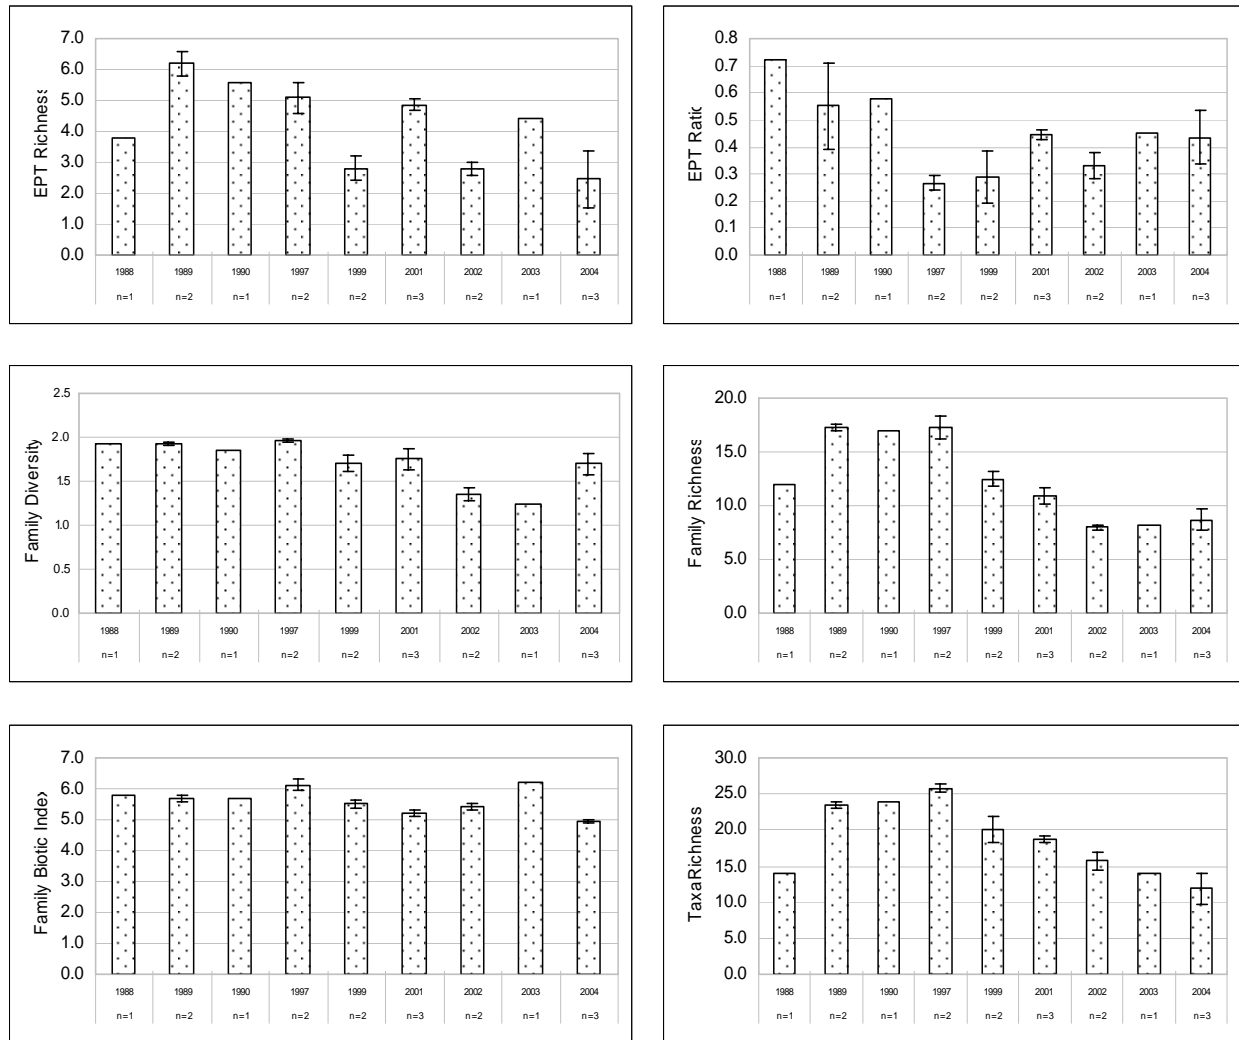 7.0
6.0
5.0
4.0
3.0
2.0
1.0
0.0
EPT Richness
1988 1989 1990 1997 1999 2001 2002 2003 2004
n=1 n=2 n=1 n=2 n=2 n=3 n=2 n=1 n=3
0.8
0.7
0.6
0.5
0.4
0.3
0.2
0.1
0.0
EPT Ratio
1988 1989 1990 1997 1999 2001 2002 2003 2004
n=1 n=2 n=1 n=2 n=2 n=3 n=2 n=1 n=3
2.5
2.0
1.5
1.0
0.5
0.0
Family Diversity
1988 1989 1990 1997 1999 2001 2002 2003 2004
n=1 n=2 n=1 n=2 n=2 n=3 n=2 n=1 n=3
20.0
15.0
10.0
5.0
0.0
Family Richness
1988 1989 1990 1997 1999 2001 2002 2003 2004
n=1 n=2 n=1 n=2 n=2 n=3 n=2 n=1 n=3
7.0
6.0
5.0
4.0
3.0
2.0
1.0
0.0
Family Biotic Index
1988 1989 1990 1997 1999 2001 2002 2003 2004
n=1 n=2 n=1 n=2 n=2 n=3 n=2 n=1 n=3
30.0
25.0
20.0
15.0
10.0
5.0
0.0
TaxaRichness
1988 1989 1990 1997 1999 2001 2002 2003 2004
n=1 n=2 n=1 n=2 n=2 n=3 n=2 n=1 n=3